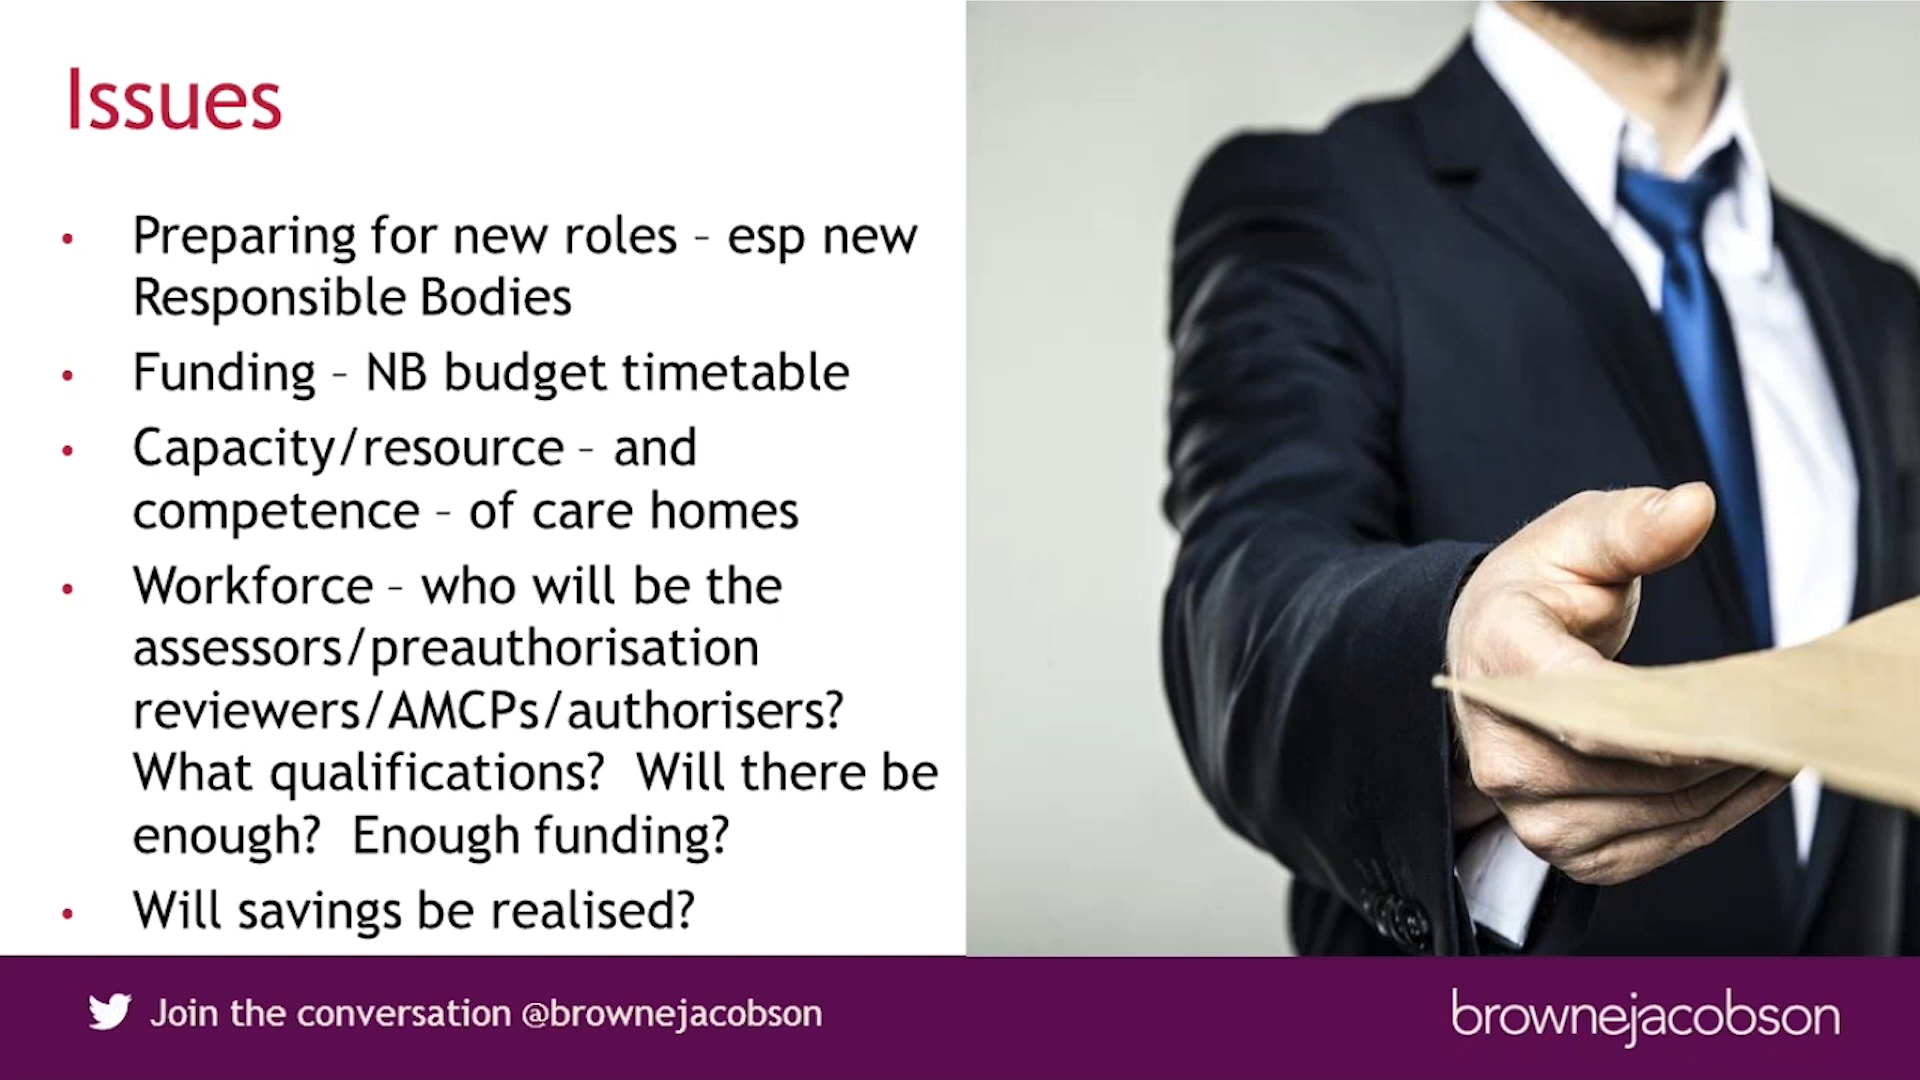 Issues
• Preparing for new roles – esp new
Responsible Bodies
• Funding – NB budget timetable
• Capacity/resource – and
competence – of care homes
• Workforce – who will be the
assessors/preauthorisation
reviewers/AMCPs/authorisers?
What qualifications?  Will there be
enough?  Enough funding?
• Will savings be realised?
Join the conversation @brownejacobson
brownejacobson